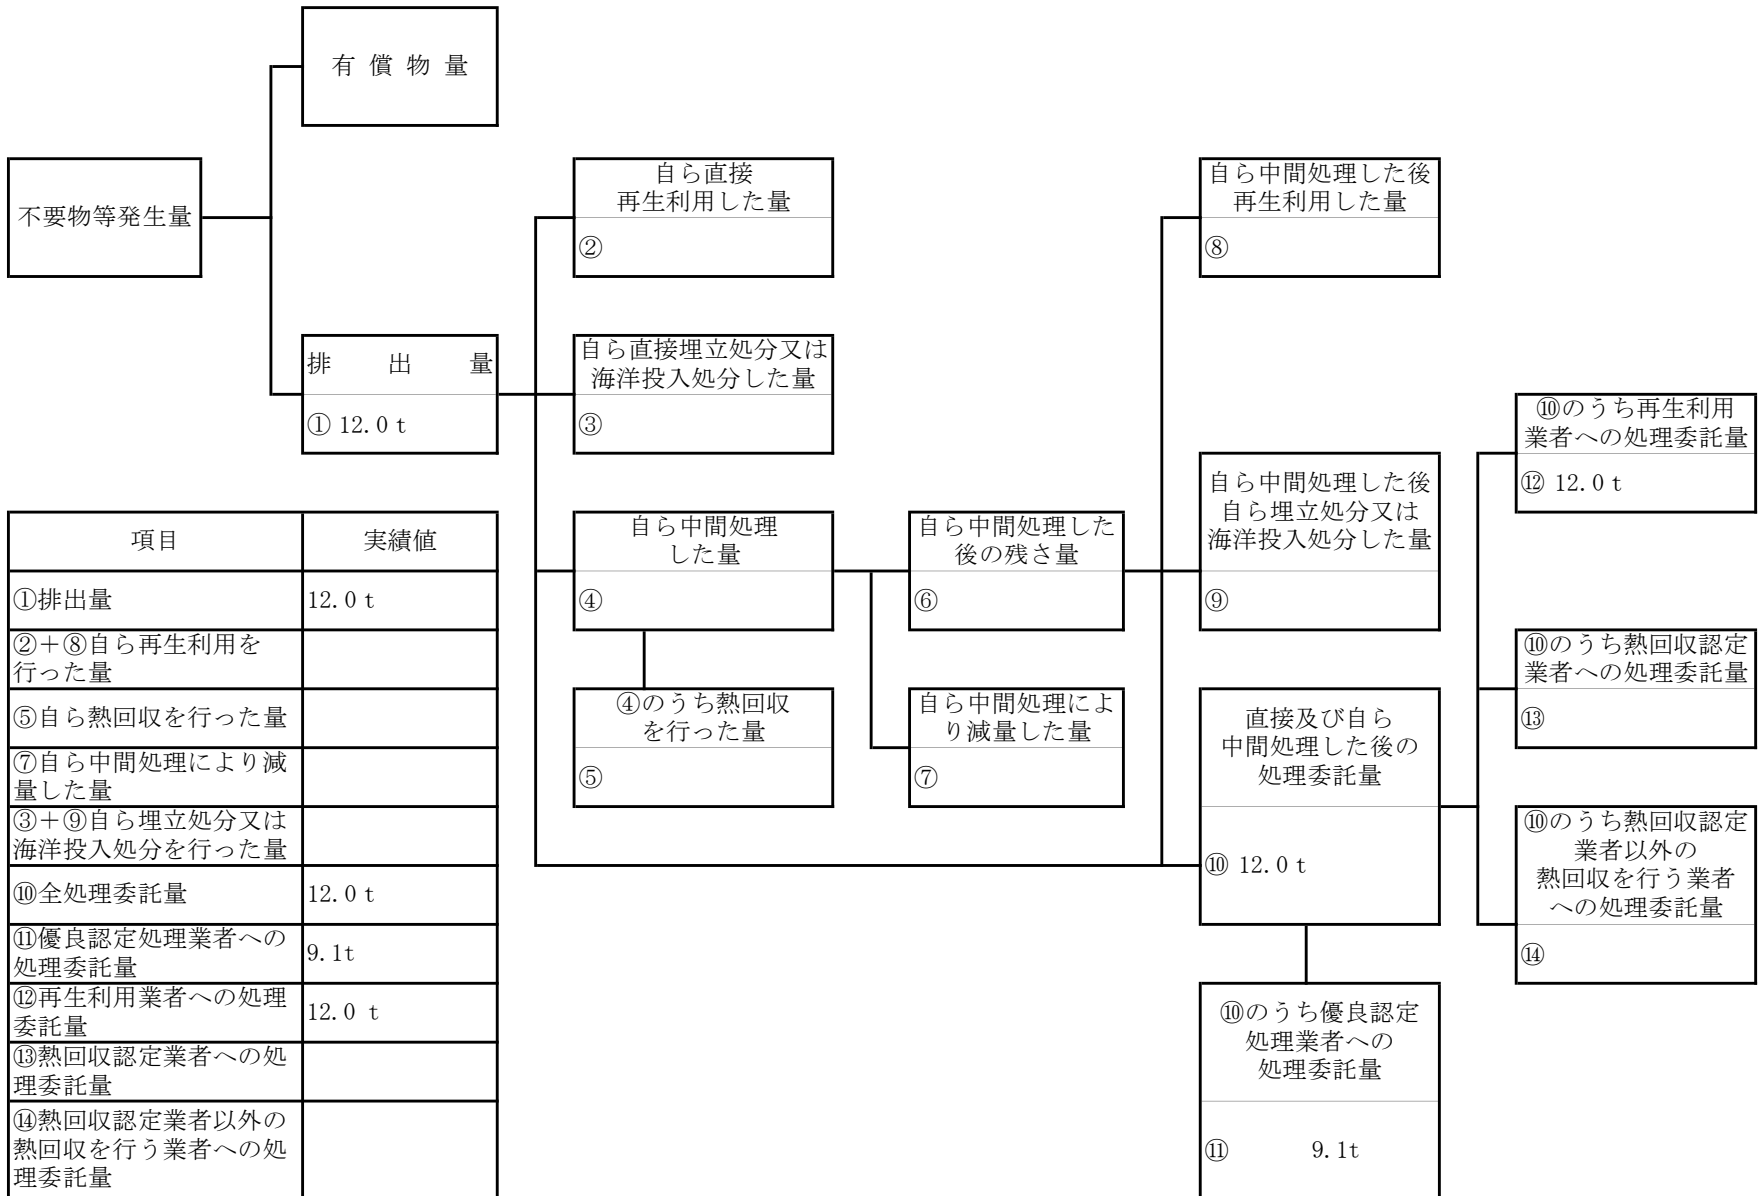 有 償 物 量
不要物等発生量
自ら直接
再生利用した量
②
自ら中間処理した後
再生利用した量
⑧
排 出 量
① 12.0 t
自ら直接埋立処分又は
海洋投入処分した量
③
⑩のうち再生利用
業者への処理委託量
⑫ 12.0 t
自ら中間処理した後
自ら埋立処分又は
海洋投入処分した量
⑨
自ら中間処理
した量
④
自ら中間処理した
後の残さ量
⑥
⑩のうち熱回収認定
業者への処理委託量
⑬
④のうち熱回収
を行った量
⑤
自ら中間処理によ
り減量した量
⑦
直接及び自ら
中間処理した後の
処理委託量
⑩ 12.0 t
⑩のうち熱回収認定
業者以外の
熱回収を行う業者
への処理委託量
⑭
⑩のうち優良認定
処理業者への
処理委託量
⑪ 9.1t
項目 実績値
①排出量 12.0 t
②＋⑧自ら再生利用を
行った量
⑤自ら熱回収を行った量
⑦自ら中間処理により減
量した量
③＋⑨自ら埋立処分又は
海洋投入処分を行った量
⑩全処理委託量 12.0 t
⑪優良認定処理業者への
処理委託量 9.1t
⑫再生利用業者への処理
委託量 12.0 t
⑬熱回収認定業者への処
理委託量
⑭熱回収認定業者以外の
熱回収を行う業者への処
理委託量